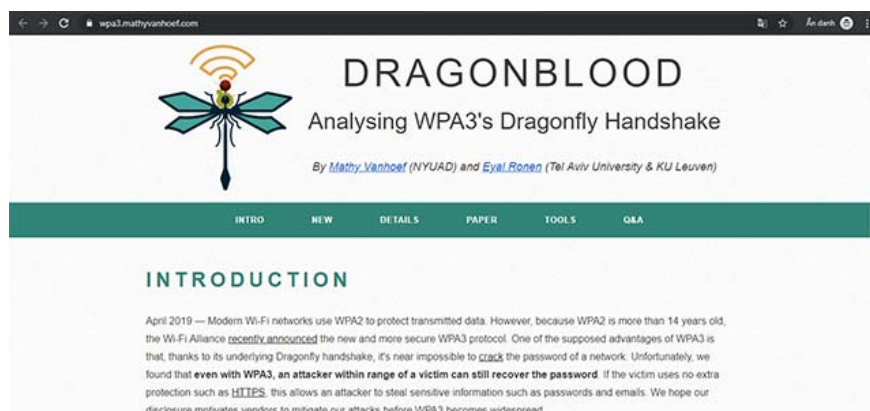 wpa3.mathyvanhoef.com
Ẩn danh
DRAGONBLOOD
Analysing WPA3's Dragonfly Handshake
By Mathy Vanhoef (NYUAD) and Eyal Ronen (Tel Aviv University & KU Leuven)
INTRO NEW DETAILS PAPER TOOLS Q&A
INTRODUCTION
April 2019 — Modern Wi-Fi networks use WPA2 to protect transmitted data. However, because WPA2 is more than 14 years old,
the Wi-Fi Alliance recently announced the new and more secure WPA3 protocol. One of the supposed advantages of WPA3 is
that, thanks to its underlying Dragonfly handshake, it's near impossible to crack the password of a network. Unfortunately, we
found that even with WPA3, an attacker within range of a victim can still recover the password. If the victim uses no extra
protection such as HTTPS, this allows an attacker to steal sensitive information such as passwords and emails. We hope our
disclosure motivates vendors to mitigate our attacks before WPA3 becomes widespread.